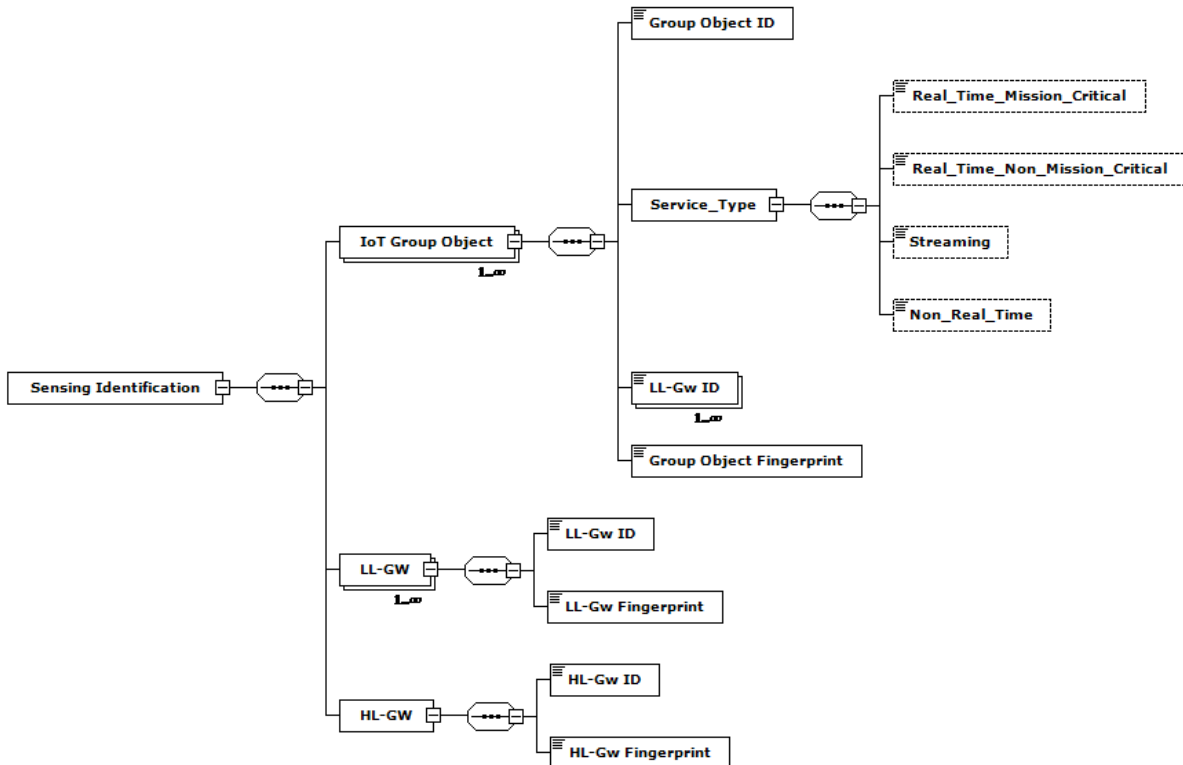 Group Object ID
Real_Time_Mission_Critical
Real_Time_Non_Mission_Critical
Service_Type
IoT Group Object
Streaming
1..∞
Non_Real_Time
Sensing Identification
LL-Gw ID
1..∞
Group Object Fingerprint
LL-Gw ID
LL-GW
1..∞
LL-Gw Fingerprint
HL-Gw ID
HL-GW
HL-Gw Fingerprint